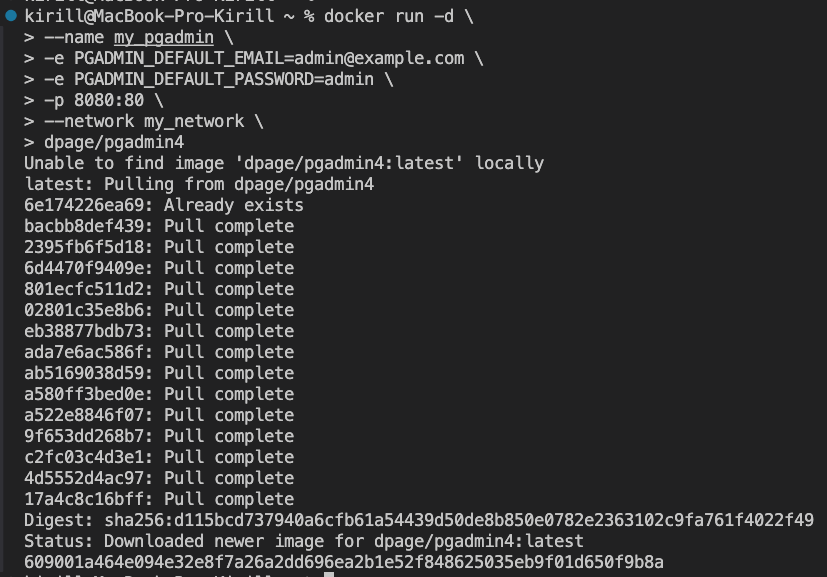 kirill@MacBook-Pro-Kirill ~ % docker run -d \
> --name my_pgadmin \
> -e PGADMIN_DEFAULT_EMAIL=admin@example.com \
> -e PGADMIN_DEFAULT_PASSWORD=admin \
> -p 8080:80 \
> --network my_network \
> dpage/pgadmin4
Unable to find image 'dpage/pgadmin4:latest' locally
latest: Pulling from dpage/pgadmin4
6e174226ea69: Already exists
bacbb8def439: Pull complete
2395fb6f5d18: Pull complete
6d4470f9409e: Pull complete
801ecfc511d2: Pull complete
02801c35e8b6: Pull complete
eb38877bdb73: Pull complete
ada7e6ac586f: Pull complete
ab5169038d59: Pull complete
a580ff3bed0e: Pull complete
a522e8846f07: Pull complete
9f653dd268b7: Pull complete
c2fc03c4d3e1: Pull complete
4d5552d4ac97: Pull complete
17a4c8c16bff: Pull complete
Digest: sha256:d115bcd737940a6cfb61a54439d50de8b850e0782e2363102c9fa761f4022f49
Status: Downloaded newer image for dpage/pgadmin4:latest
609001a464e094e32e8f7a26a2dd696ea2b1e52f848625035eb9f01d650f9b8a